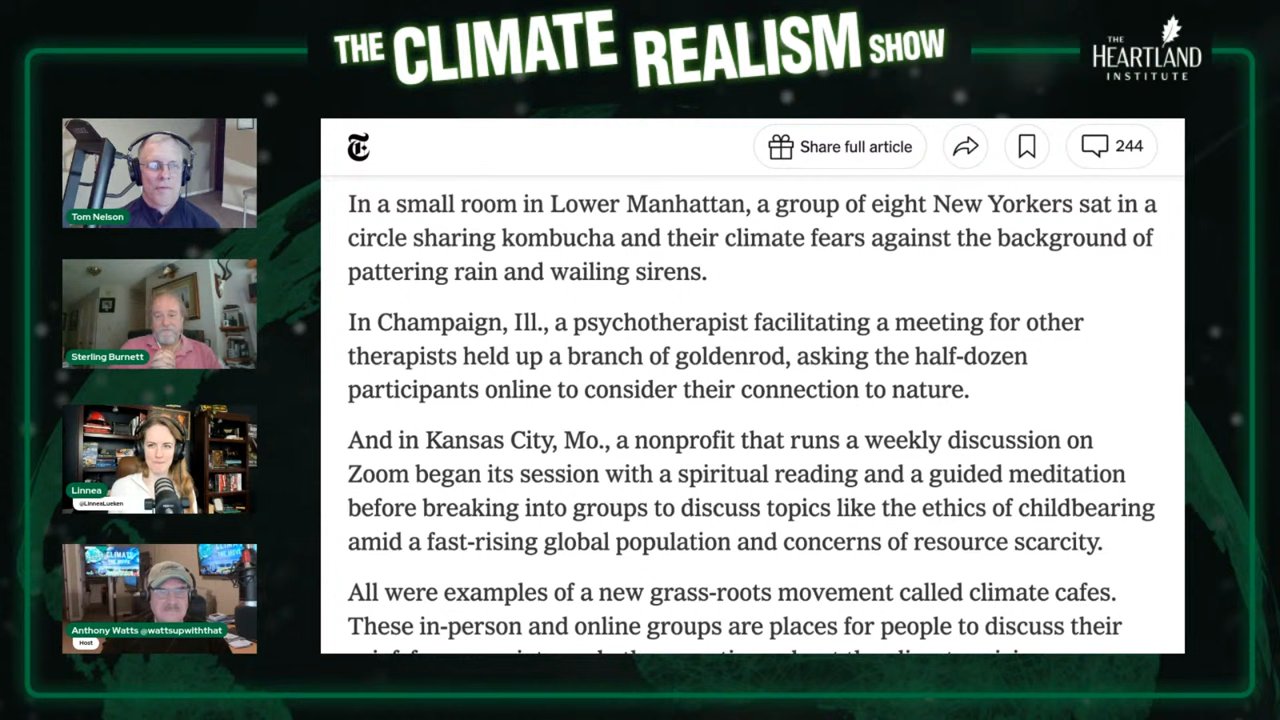 THE CLIMATE REALISM SHOW
THE
HEARTLAND
INSTITUTE
Tom Nelson
Sterling Burnett
Linnea
@LinneaLueken
Anthony Watts @wattsupwiththat
Host
Share full article
244
In a small room in Lower Manhattan, a group of eight New Yorkers sat in a
circle sharing kombucha and their climate fears against the background of
pattering rain and wailing sirens.
In Champaign, Ill., a psychotherapist facilitating a meeting for other
therapists held up a branch of goldenrod, asking the half-dozen
participants online to consider their connection to nature.
And in Kansas City, Mo., a nonprofit that runs a weekly discussion on
Zoom began its session with a spiritual reading and a guided meditation
before breaking into groups to discuss topics like the ethics of childbearing
amid a fast-rising global population and concerns of resource scarcity.
All were examples of a new grass-roots movement called climate cafes.
These in-person and online groups are places for people to discuss their